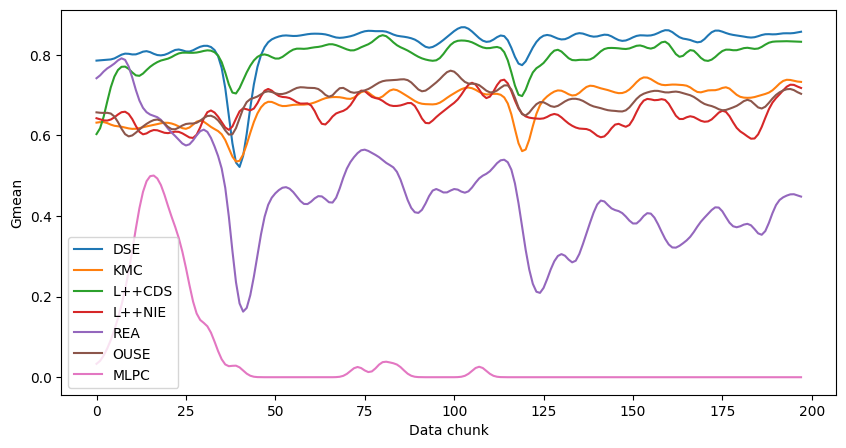 Gmean
0.8
0.6
0.4
0.2
0.0
DSE
KMC
L++CDS
L++NIE
REA
OUSE
MLPC
0 25 50 75 100 125 150 175 200
Data chunk